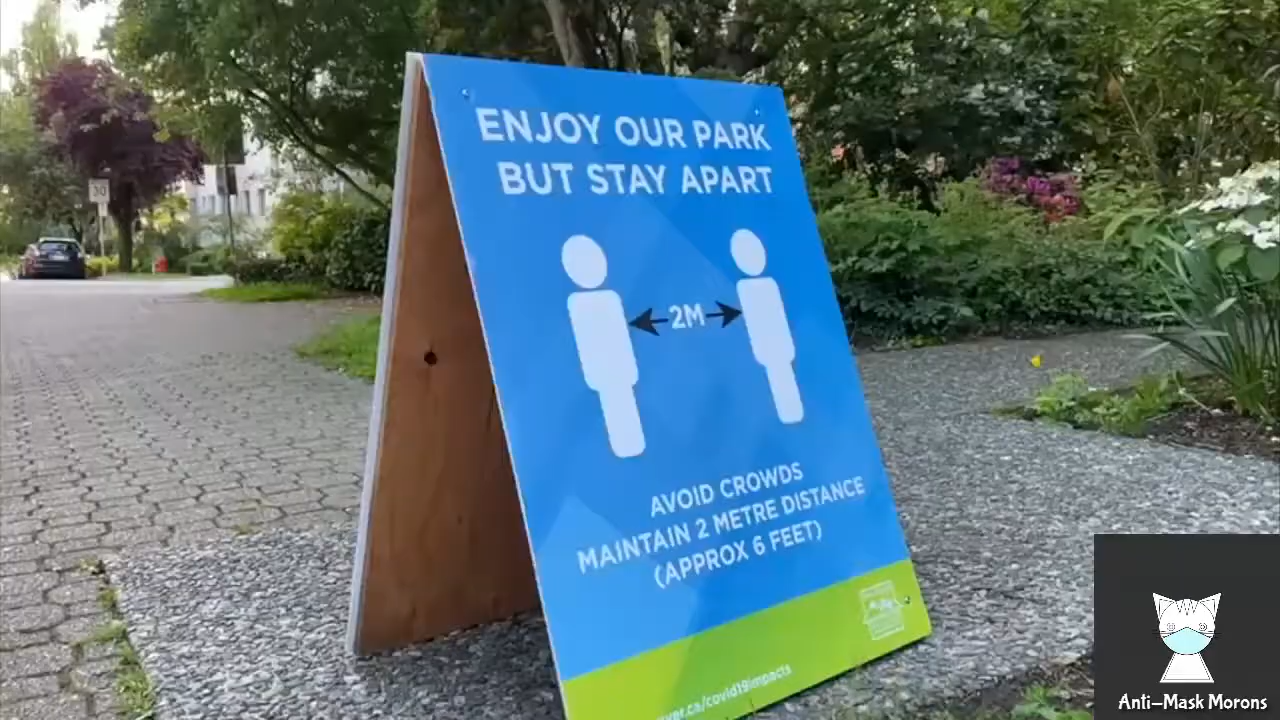 ENJOY OUR PARK
BUT STAY APART
2M
AVOID CROWDS
MAINTAIN 2 METRE DISTANCE
(APPROX 6 FEET)
30
Anti-Mask Morons